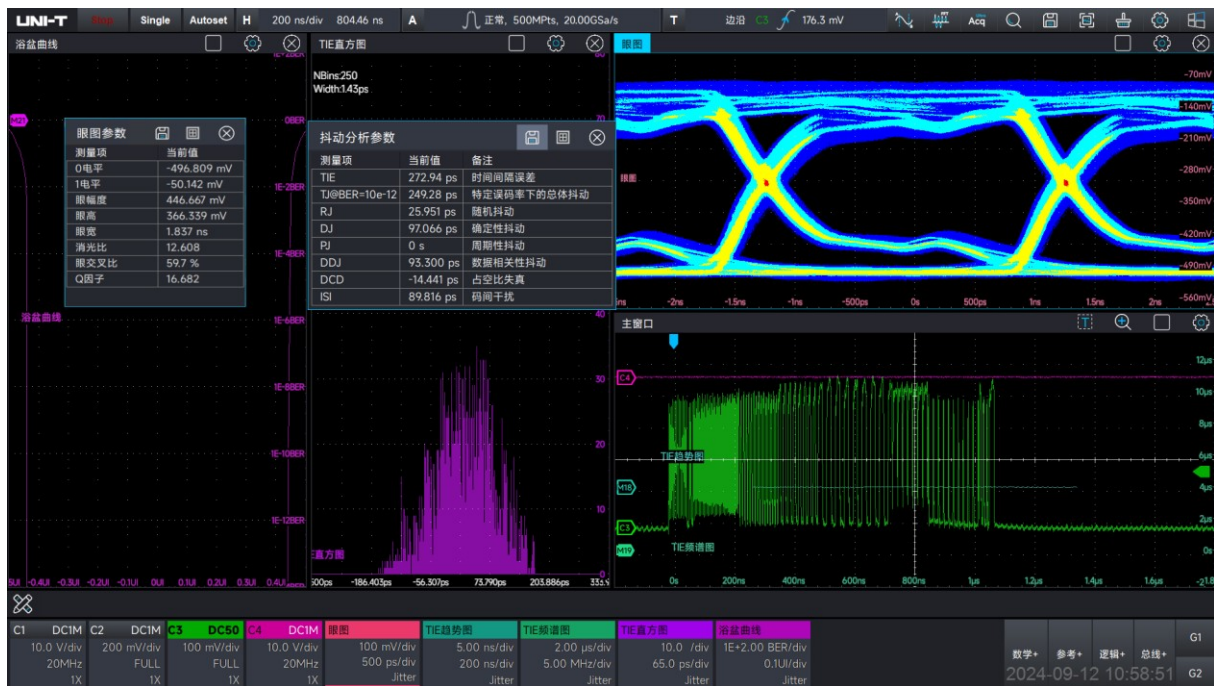 UNI-T Stop Single Autoset H 200 ns/div 804.46 ns A 正常, 500MPts, 20.00GSa/s T 边沿 C3 176.3 mV Acq
浴盆曲线
TIE直方图
眼图
NBins:250
Width:1.43ps
M21
0BER
1E-2BER
1E-4BER
1E-6BER
1E-8BER
1E-10BER
1E-12BER
浴盆曲线
-0.4UI -0.3UI -0.2UI -0.1UI 0UI 0.1UI 0.2UI 0.3UI 0.4UI
眼图参数
测量项 当前值
0电平 -496.809 mV
1电平 -50.142 mV
眼幅度 446.667 mV
眼高 366.339 mV
眼宽 1.837 ns
消光比 12.608
眼交叉比 59.7 %
Q因子 16.682
抖动分析参数
测量项 当前值 备注
TIE 272.94 ps 时间间隔误差
TJ@BER=10e-12 249.28 ps 特定误码率下的总体抖动
RJ 25.951 ps 随机抖动
DJ 97.066 ps 确定性抖动
PJ 0 s 周期性抖动
DDJ 93.300 ps 数据相关性抖动
DCD -14.441 ps 占空比失真
ISI 89.816 ps 码间干扰
70
40
30
20
10
直方图
-186.403ps -56.307ps 73.790ps 203.886ps
-70mV
-140mV
-210mV
-280mV
-350mV
-420mV
-490mV
-560mV
眼图
-2ns -1.5ns -1ns -500ps 0s 500ps 1ns 1.5ns 2ns
主窗口
T
C4
M18
C3
M19
TIE趋势图
TIE频谱图
12μs
10μs
8μs
6μs
4μs
2μs
0s
0s 200ns 400ns 600ns 800ns 1μs 1.2μs 1.4μs 1.6μs
C1 DC1M C2 DC1M C3 DC50 C4 DC1M 眼图 TIE趋势图 TIE频谱图 TIE直方图 浴盆曲线
10.0 V/div 200 mV/div 100 mV/div 10.0 V/div 100 mV/div 5.00 ns/div 2.00 μs/div 10.0 /div 1E+2.00 BER/div
20MHz FULL FULL 20MHz 500 ps/div 200 ns/div 5.00 MHz/div 65.0 ps/div 0.1UI/div
1X 1X 1X 1X Jitter Jitter Jitter Jitter Jitter
数学+ 参考+ 逻辑+ 总线+ G1
2024-09-12 10:58:51 G2